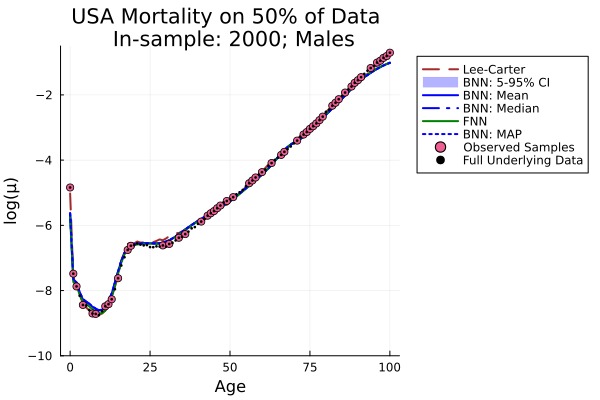 USA Mortality on 50% of Data
In-sample: 2000; Males
Lee-Carter
BNN: 5-95% CI
BNN: Mean
BNN: Median
FNN
BNN: MAP
Observed Samples
Full Underlying Data
log(μ)
−2
−4
−6
−8
−10
0
25
50
75
100
Age